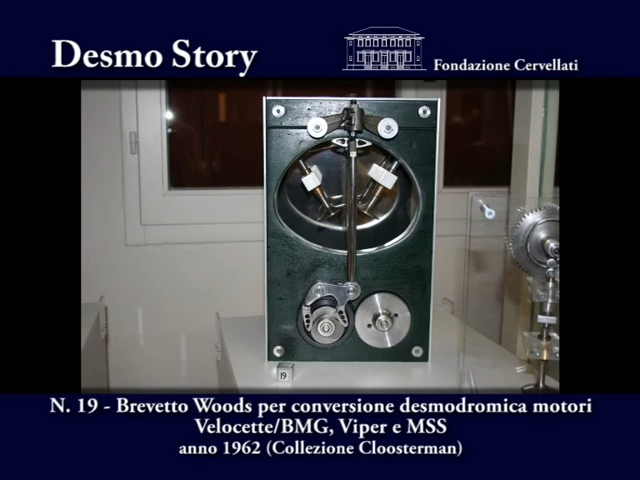 Desmo Story
Fondazione Cervellati
19
N. 19 - Brevetto Woods per conversione desmodromica motori
Velocette/BMG, Viper e MSS
anno 1962 (Collezione Cloosterman)